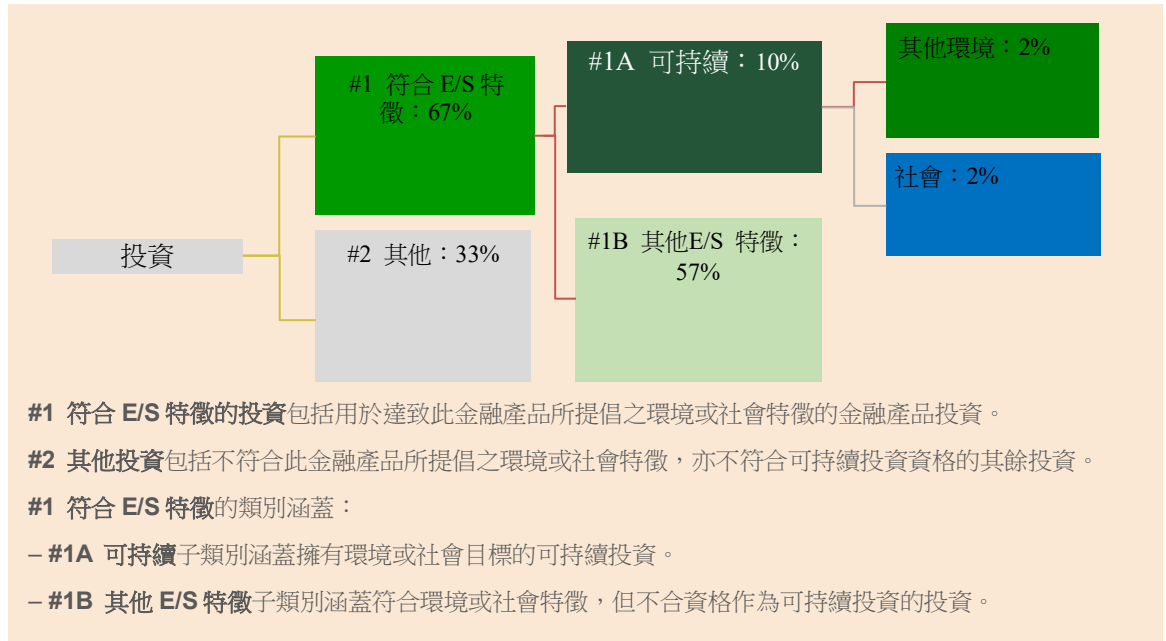 投資
#1 符合 E/S 特
徵：67%
#2 其他：33%
#1A 可持續：10%
#1B 其他E/S 特徵：
57%
其他環境：2%
社會：2%
#1 符合 E/S 特徵的投資包括用於達致此金融產品所提倡之環境或社會特徵的金融產品投資。
#2 其他投資包括不符合此金融產品所提倡之環境或社會特徵，亦不符合可持續投資資格的其餘投資。
#1 符合 E/S 特徵的類別涵蓋：
– #1A 可持續子類別涵蓋擁有環境或社會目標的可持續投資。
– #1B 其他 E/S 特徵子類別涵蓋符合環境或社會特徵，但不合資格作為可持續投資的投資。